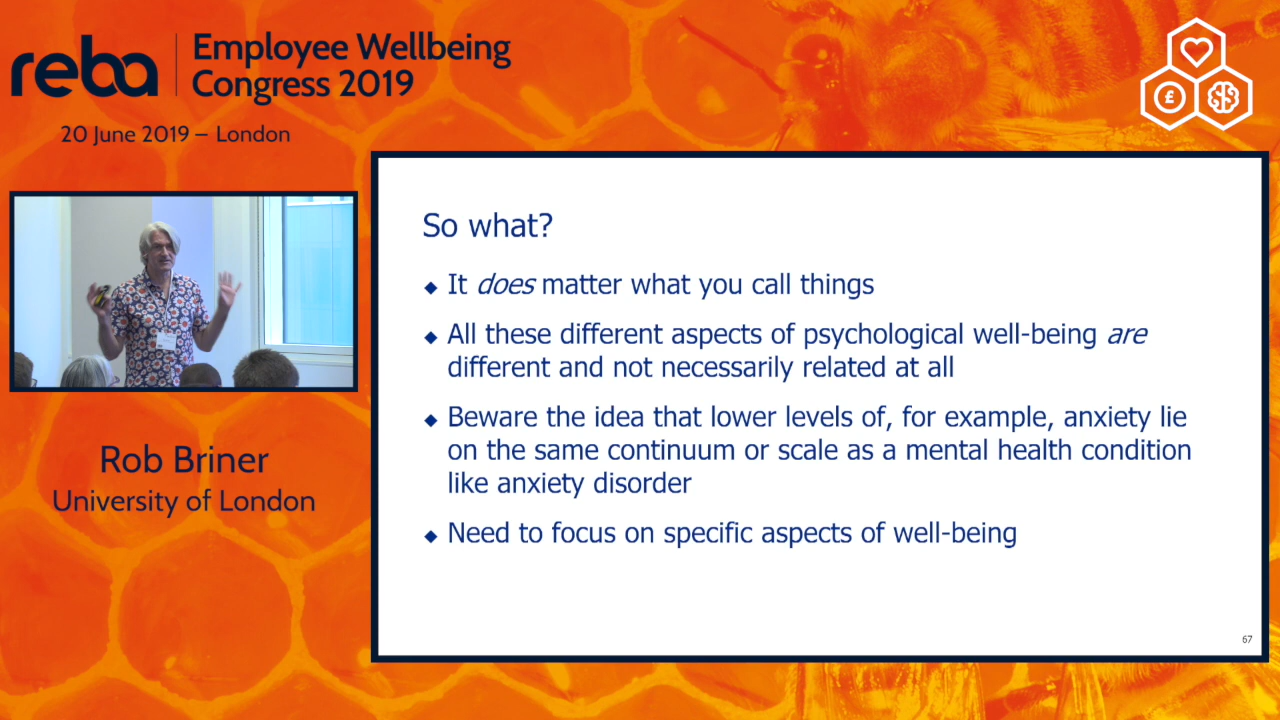 reba
Employee Wellbeing
Congress 2019
20 June 2019 – London
£
So what?
◆ It does matter what you call things
◆ All these different aspects of psychological well-being are
different and not necessarily related at all
◆ Beware the idea that lower levels of, for example, anxiety lie
on the same continuum or scale as a mental health condition
like anxiety disorder
◆ Need to focus on specific aspects of well-being
67
Rob Briner
University of London